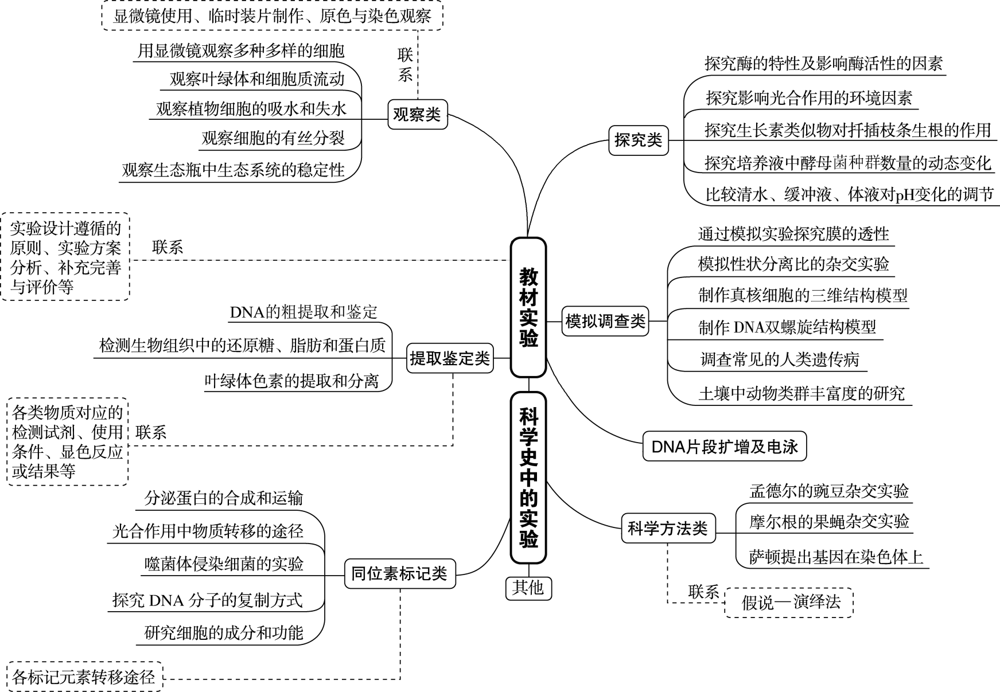 显微镜使用、临时装片制作、原色与染色观察
联系
用显微镜观察多种多样的细胞
观察叶绿体和细胞质流动
观察植物细胞的吸水和失水
观察细胞的有丝分裂
观察生态瓶中生态系统的稳定性
观察类
探究类
探究酶的特性及影响酶活性的因素
探究影响光合作用的环境因素
探究生长素类似物对扦插枝条生根的作用
探究培养液中酵母菌种群数量的动态变化
比较清水、缓冲液、体液对pH变化的调节
实验设计遵循的
原则、实验方案
分析、补充完善
与评价等
联系
教材实验
模拟调查类
通过模拟实验探究膜的透性
模拟性状分离比的杂交实验
制作真核细胞的三维结构模型
制作 DNA双螺旋结构模型
调查常见的人类遗传病
土壤中动物类群丰富度的研究
DNA的粗提取和鉴定
检测生物组织中的还原糖、脂肪和蛋白质
叶绿体色素的提取和分离
提取鉴定类
各类物质对应的
检测试剂、使用
条件、显色反应
或结果等
联系
DNA片段扩增及电泳
科学史中的实验
分泌蛋白的合成和运输
光合作用中物质转移的途径
噬菌体侵染细菌的实验
探究 DNA 分子的复制方式
研究细胞的成分和功能
同位素标记类
各标记元素转移途径
科学方法类
孟德尔的豌豆杂交实验
摩尔根的果蝇杂交实验
萨顿提出基因在染色体上
联系
假说—演绎法
其他